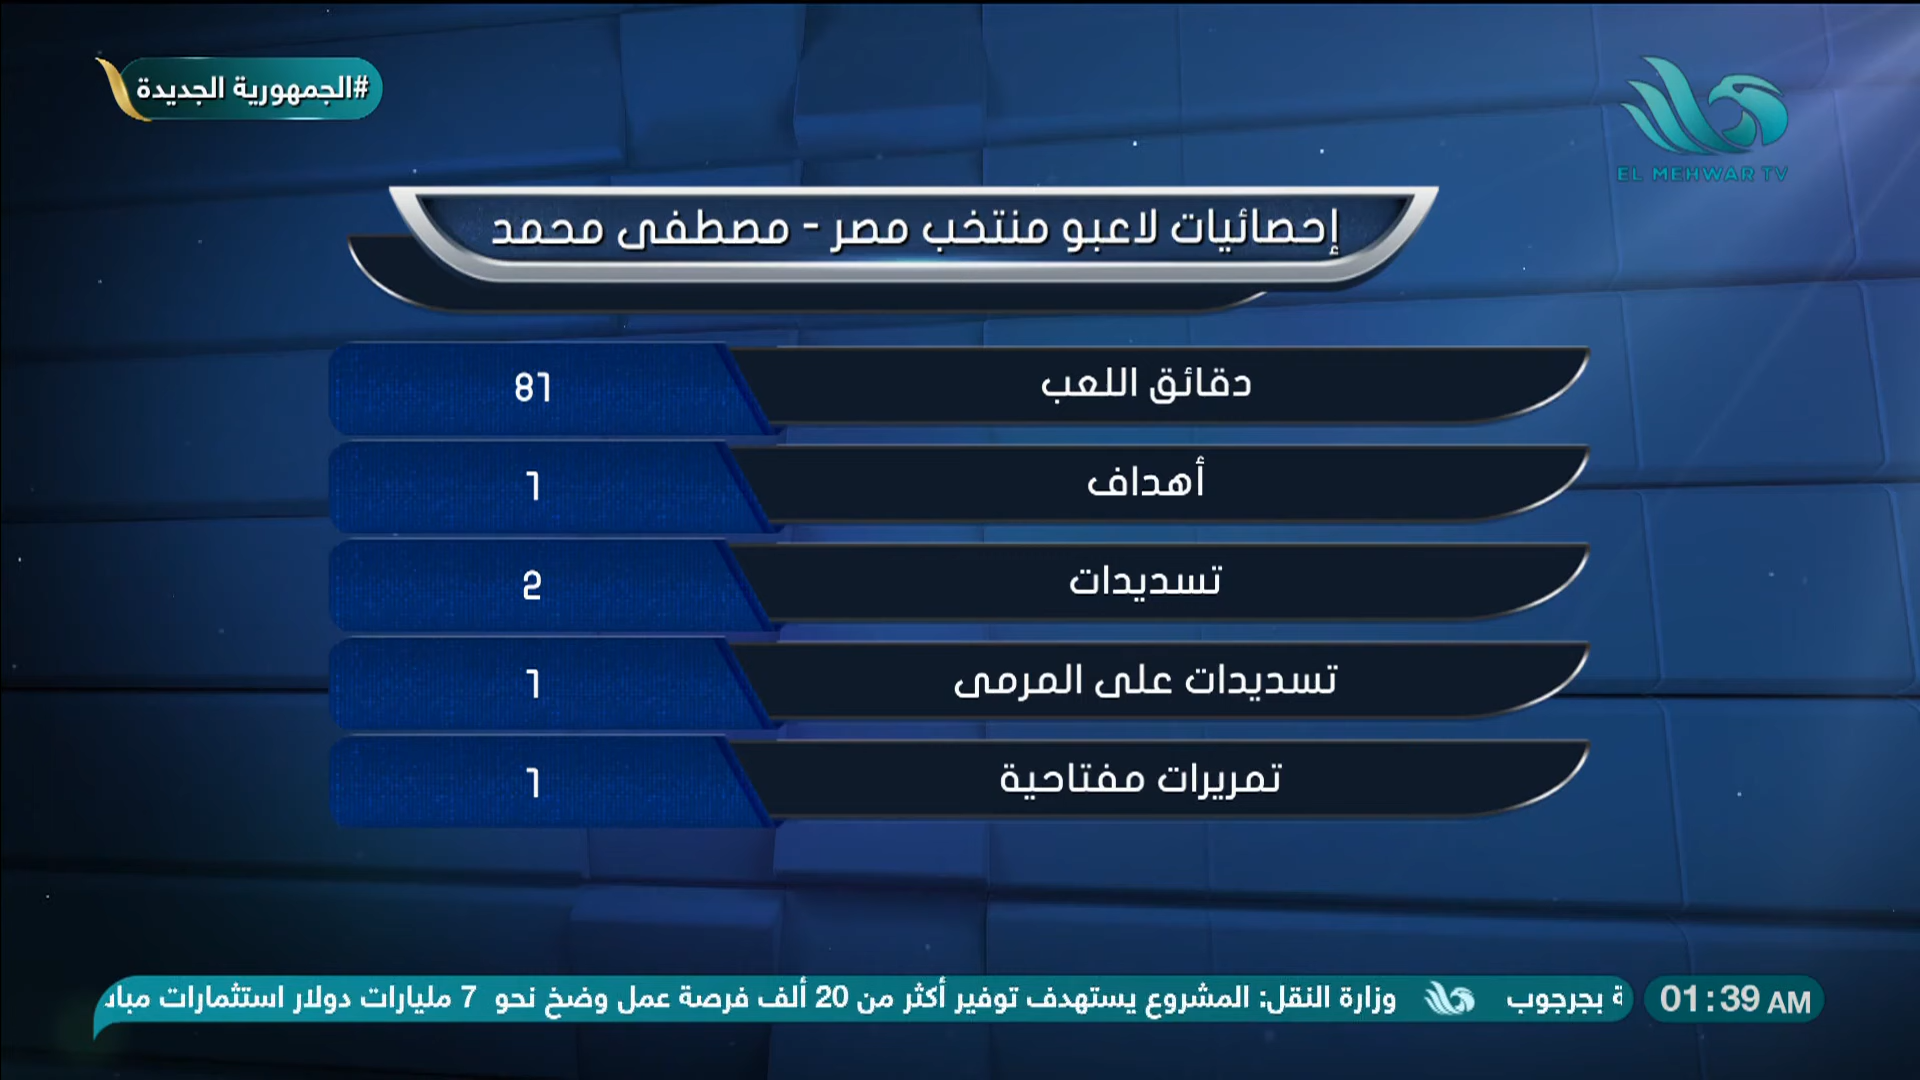 #الجمهورية الجديدة
EL MEHWAR TV
إحصائيات لاعبو منتخب مصر - مصطفى محمد
دقائق اللعب 81
أهداف 1
تسديدات 2
تسديدات على المرمى 1
تمريرات مفتاحية 1
ة بجرجوب وزارة النقل: المشروع يستهدف توفير أكثر من 20 ألف فرصة عمل وضخ نحو 7 مليارات دولار استثمارات
01:39 AM